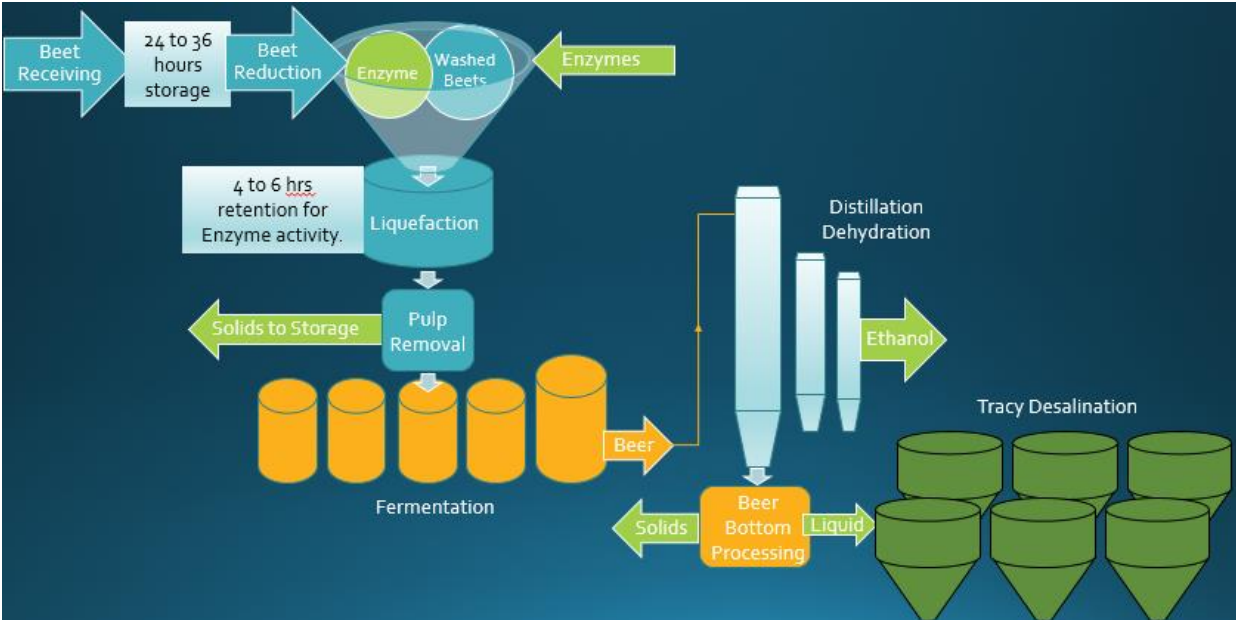 Beet
Receiving
24 to 36
hours
storage
Beet
Reduction
Enzyme
Washed
Beets
Enzymes
4 to 6 hrs
retention for
Enzyme activity.
Liquefaction
Pulp
Removal
Solids to Storage
Fermentation
Beer
Distillation
Dehydration
Ethanol
Beer
Bottom
Processing
Solids
Liquid
Tracy Desalination